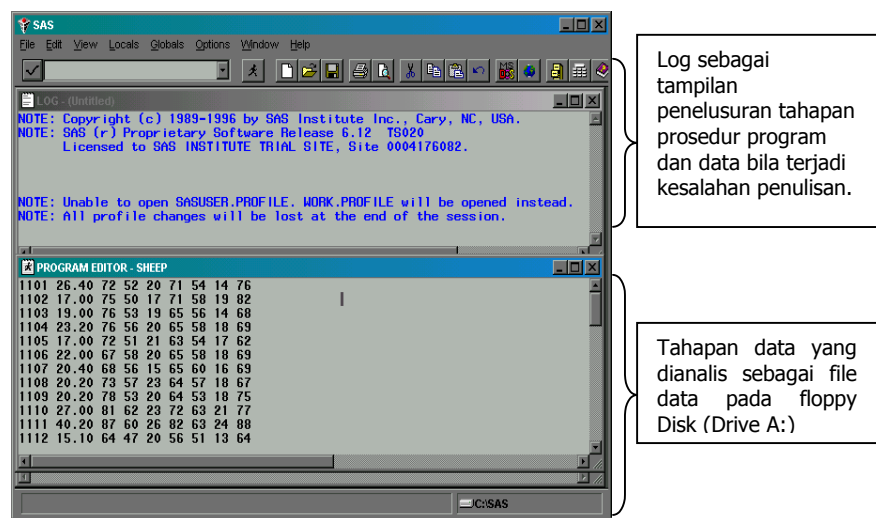 SAS
File Edit View Locals Globals Options Window Help
LOG - (Untitled)
NOTE: Copyright (c) 1989-1996 by SAS Institute Inc., Cary, NC, USA.
NOTE: SAS (r) Proprietary Software Release 6.12 TS020
Licensed to SAS INSTITUTE TRIAL SITE, Site 0004176082.
NOTE: Unable to open SASUSER.PROFILE. WORK.PROFILE will be opened instead.
NOTE: All profile changes will be lost at the end of the session.
PROGRAM EDITOR - SHEEP
1101 26.40 72 52 20 71 54 14 76
1102 17.00 75 50 17 71 58 19 82
1103 19.00 76 53 19 65 56 14 68
1104 23.20 76 56 20 65 58 18 69
1105 17.00 72 51 21 63 54 17 62
1106 22.00 67 58 20 65 58 18 69
1107 20.40 68 56 15 65 60 16 69
1108 20.20 73 57 23 64 57 18 67
1109 20.20 78 53 20 64 53 18 75
1110 27.00 81 62 23 72 63 21 77
1111 40.20 87 60 26 82 63 24 88
1112 15.10 64 47 20 56 51 13 64
C:\SAS
Log sebagai
tampilan
penelusuran tahapan
prosedur program
dan data bila terjadi
kesalahan penulisan.
Tahapan data yang
dianalis sebagai file
data pada floppy
Disk (Drive A:)